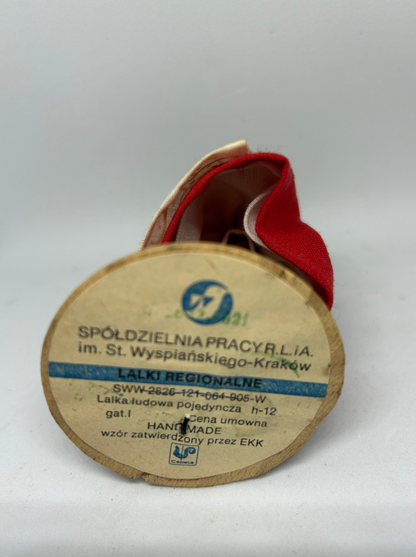 SPÓŁDZIELNIA PRACY R.L.iA.
im. St. Wyspiańskiego-Kraków
LALKI REGIONALNE
SWW-2826-121-064-905-W
Lalka ludowa pojedyncza h-12
gat.I Cena umowna
HAND MADE
wzór zatwierdzony przez EKK